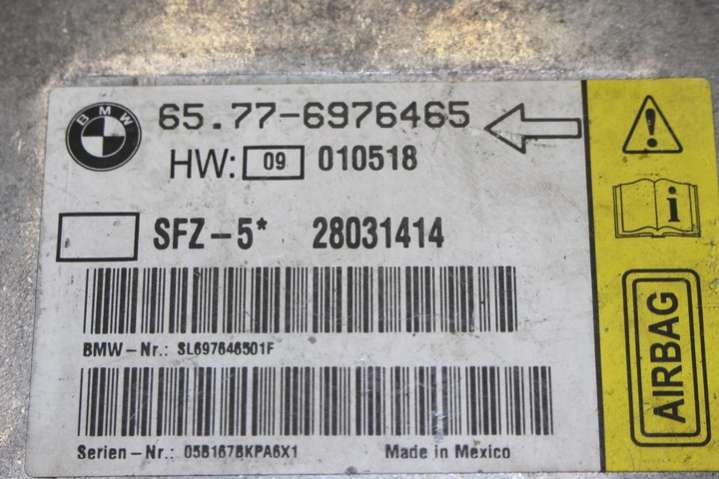 BMW
65.77-6976465
HW: 09 010518
SFZ-5* 28031414
BMW-Nr.: SL697646501F
Serien-Nr.: 058167BKPA6X1 Made in Mexico
i
AIRBAG